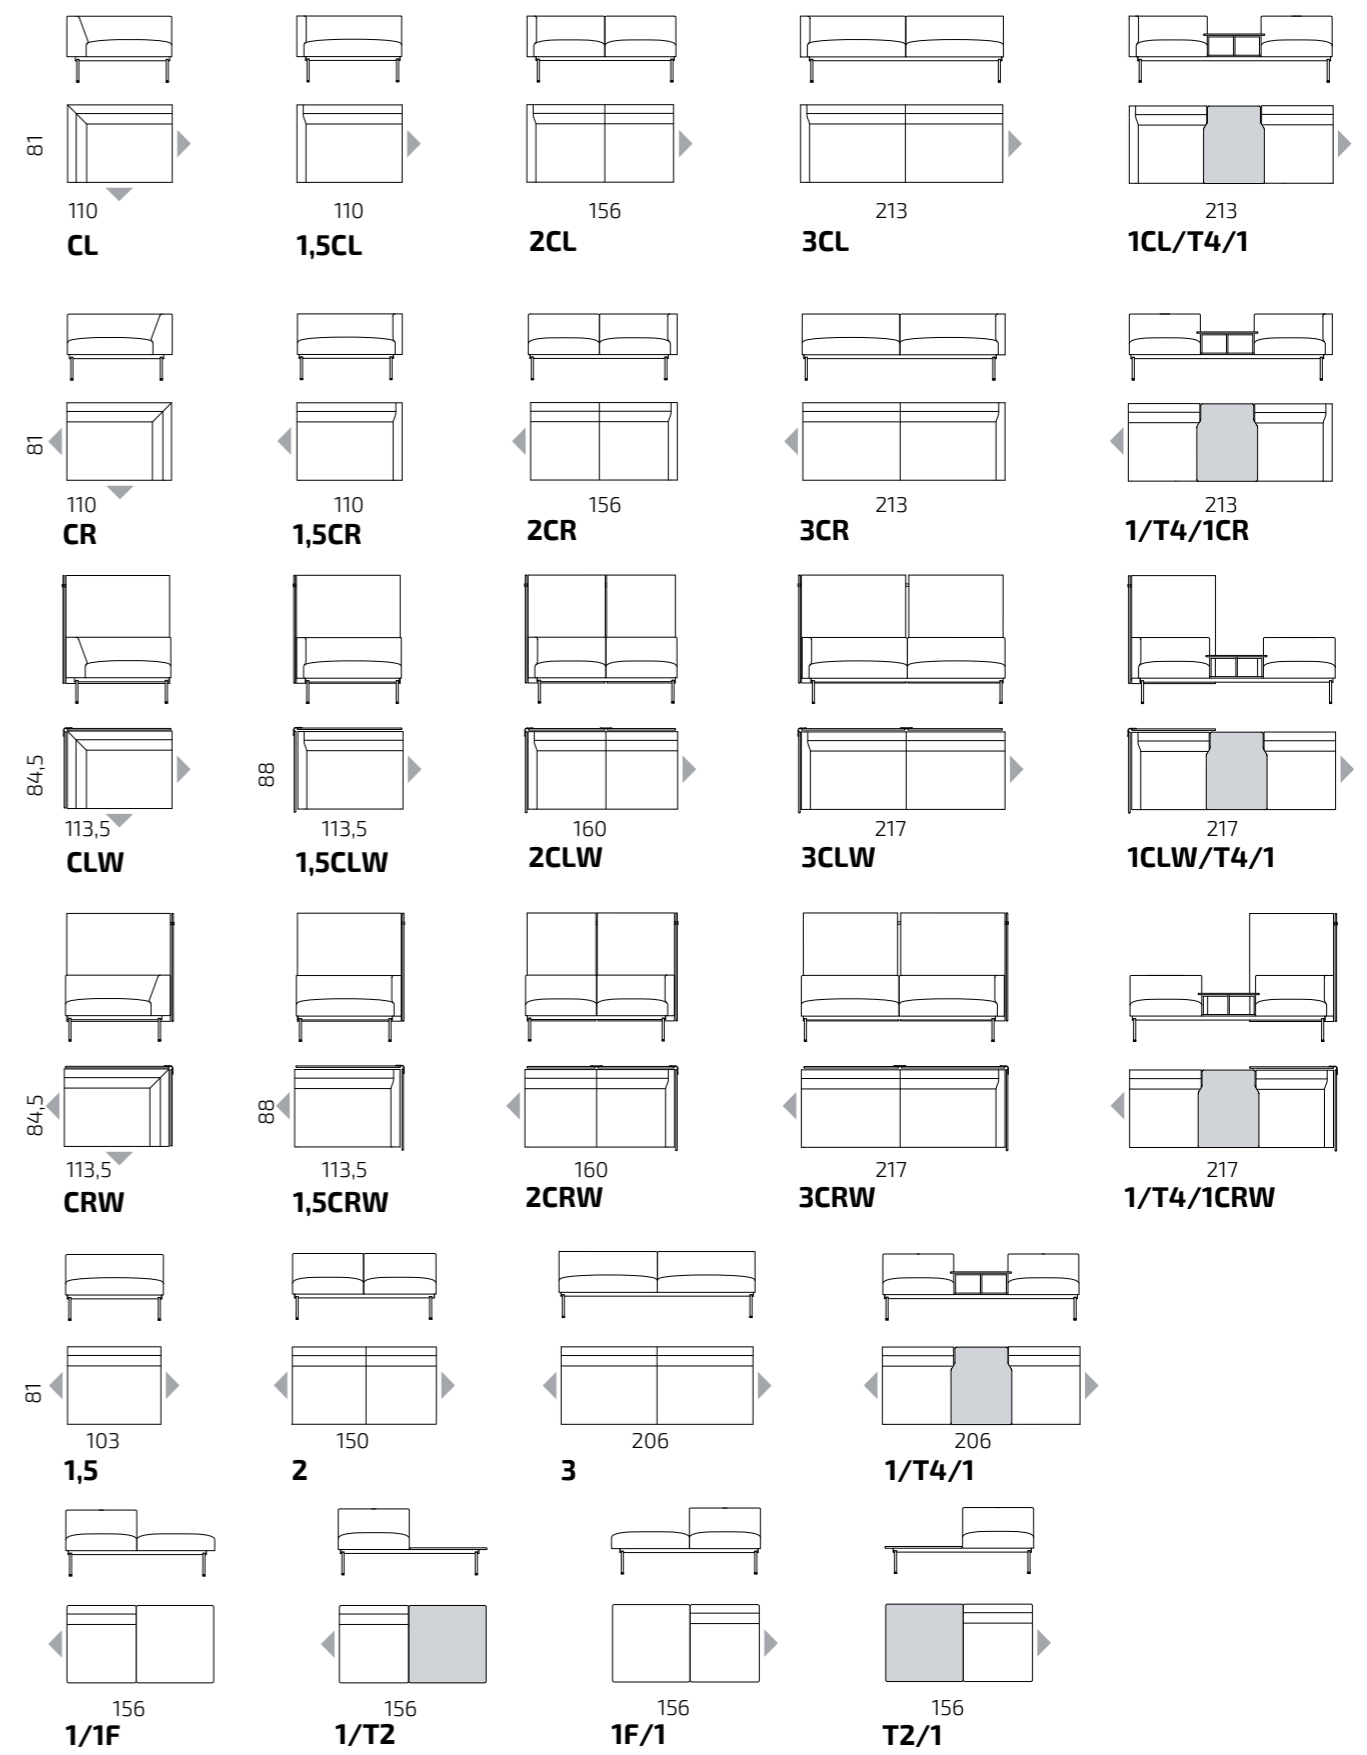 81
110 110 156 213 213
CL 1,5CL 2CL 3CL 1CL/T4/1
81
110 110 156 213 213
CR 1,5CR 2CR 3CR 1/T4/1CR
84,5 88
113,5 113,5 160 217 217
CLW 1,5CLW 2CLW 3CLW 1CLW/T4/1
84,5 88
113,5 113,5 160 217 217
CRW 1,5CRW 2CRW 3CRW 1/T4/1CRW
81
103 150 206 206
1,5 2 3 1/T4/1
156 156 156 156
1/1F 1/T2 1F/1 T2/1